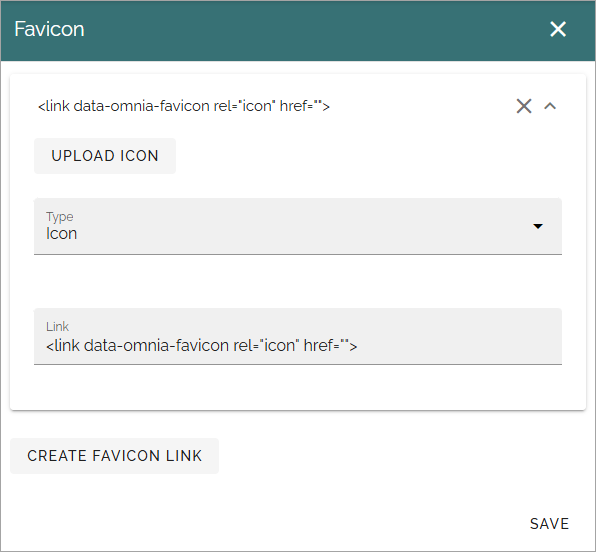 Favicon
<link data-omnia-favicon rel="icon" href="">
UPLOAD ICON
Type
Icon
Link
<link data-omnia-favicon rel="icon" href="">
CREATE FAVICON LINK
SAVE